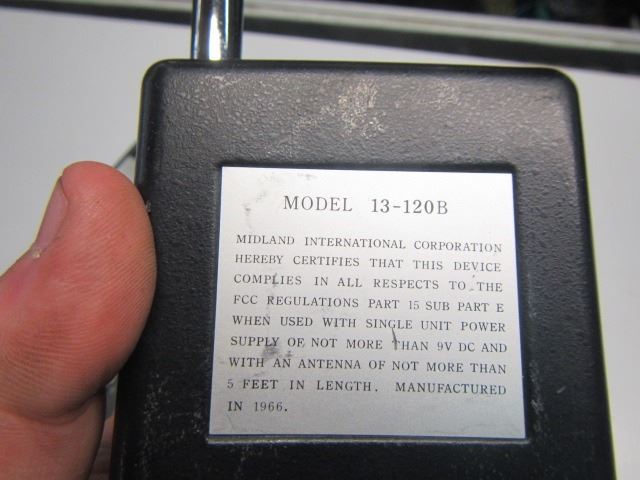 MODEL 13-120B
MIDLAND INTERNATIONAL CORPORATION
HEREBY CERTIFIES THAT THIS DEVICE
COMPLIES IN ALL RESPECTS TO THE
FCC REGULATIONS PART 15 SUB PART E
WHEN USED WITH SINGLE UNIT POWER
SUPPLY OF NOT MORE THAN 9V DC AND
WITH AN ANTENNA OF NOT MORE THAN
5 FEET IN LENGTH. MANUFACTURED
IN 1966.